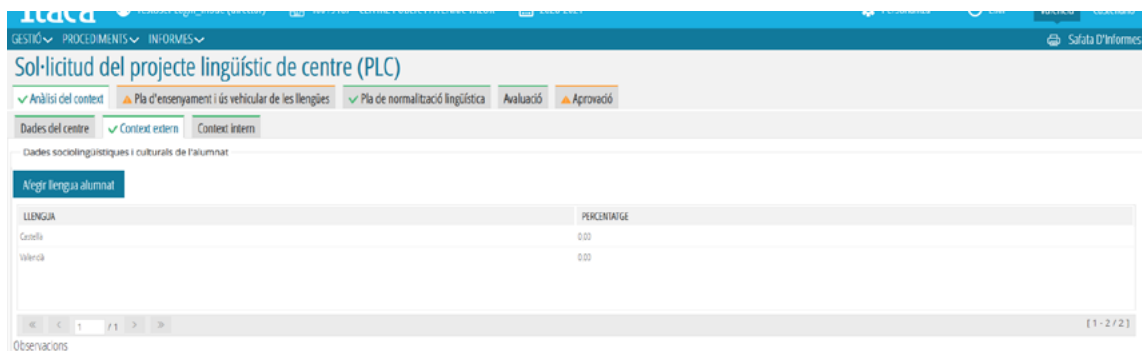 Itaca
GESTIÓ PROCEDIMENTS INFORMES Safata D'Informes
Sol·licitud del projecte lingüístic de centre (PLC)
Anàlisi del context Pla d'ensenyament i ús vehicular de les llengües Pla de normalització lingüística Avaluació Aprovació
Dades del centre Context extern Context intern
Dades sociolingüístiques i culturals de l'alumnat
Afegir llengua alumnat
LLENGUA PERCENTATGE
Castellà 0.00
Valencià 0.00
« < 1 / 1 > » [ 1 - 2 / 2 ]
Observacions